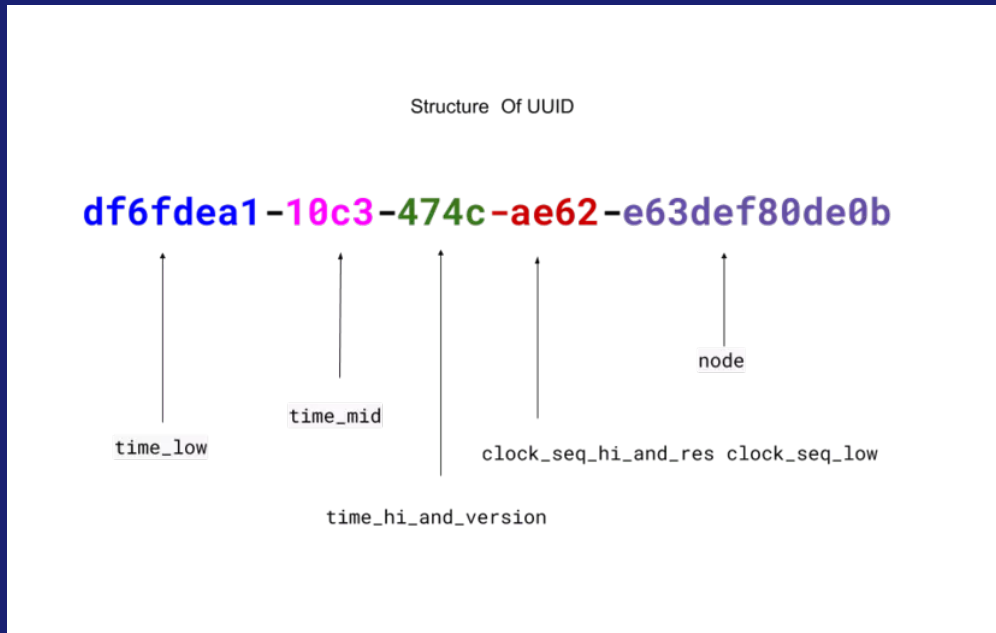 Structure Of UUID
df6fdea1-10c3-474c-ae62-e63def80de0b
node
time_mid
time_low
clock_seq_hi_and_res clock_seq_low
time_hi_and_version